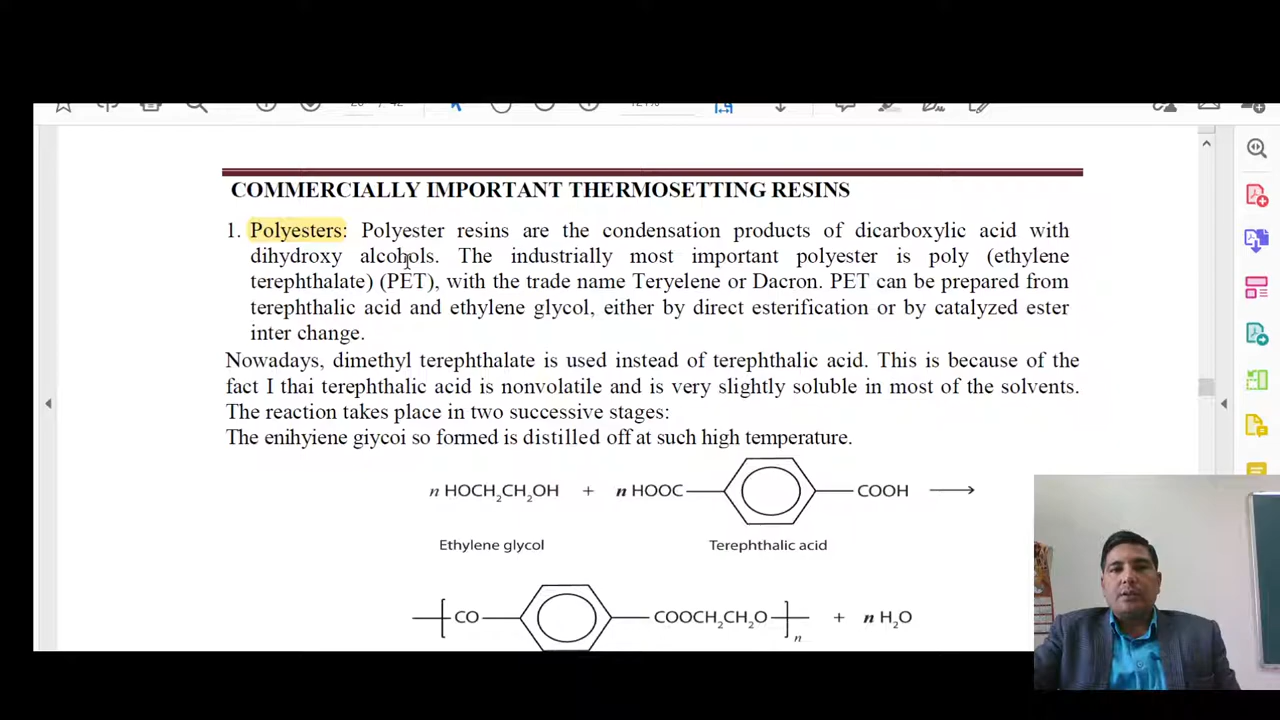 COMMERCIALLY IMPORTANT THERMOSETTING RESINS
1. Polyesters: Polyester resins are the condensation products of dicarboxylic acid with
dihydroxy alcohols. The industrially most important polyester is poly (ethylene
terephthalate) (PET), with the trade name Teryelene or Dacron. PET can be prepared from
terephthalic acid and ethylene glycol, either by direct esterification or by catalyzed ester
inter change.
Nowadays, dimethyl terephthalate is used instead of terephthalic acid. This is because of the
fact I thai terephthalic acid is nonvolatile and is very slightly soluble in most of the solvents.
The reaction takes place in two successive stages:
The enihyiene giycoi so formed is distilled off at such high temperature.
n HOCH₂CH₂OH + n HOOC COOH
Ethylene glycol Terephthalic acid
CO COOCH₂CH₂O n + n H₂O